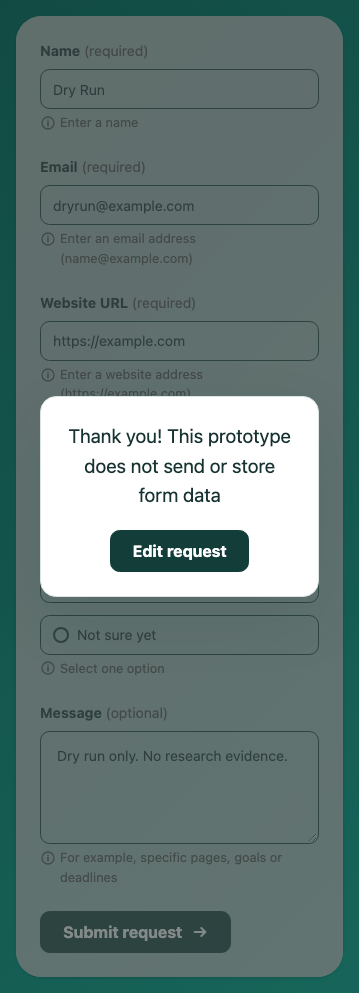 Name (required)
Dry Run
Enter a name
Email (required)
dryrun@example.com
Enter an email address
(name@example.com)
Website URL (required)
https://example.com
Enter a website address
(https://example.com)
Thank you! This prototype
does not send or store
form data
Edit request
Not sure yet
Select one option
Message (optional)
Dry run only. No research evidence.
For example, specific pages, goals or
deadlines
Submit request →